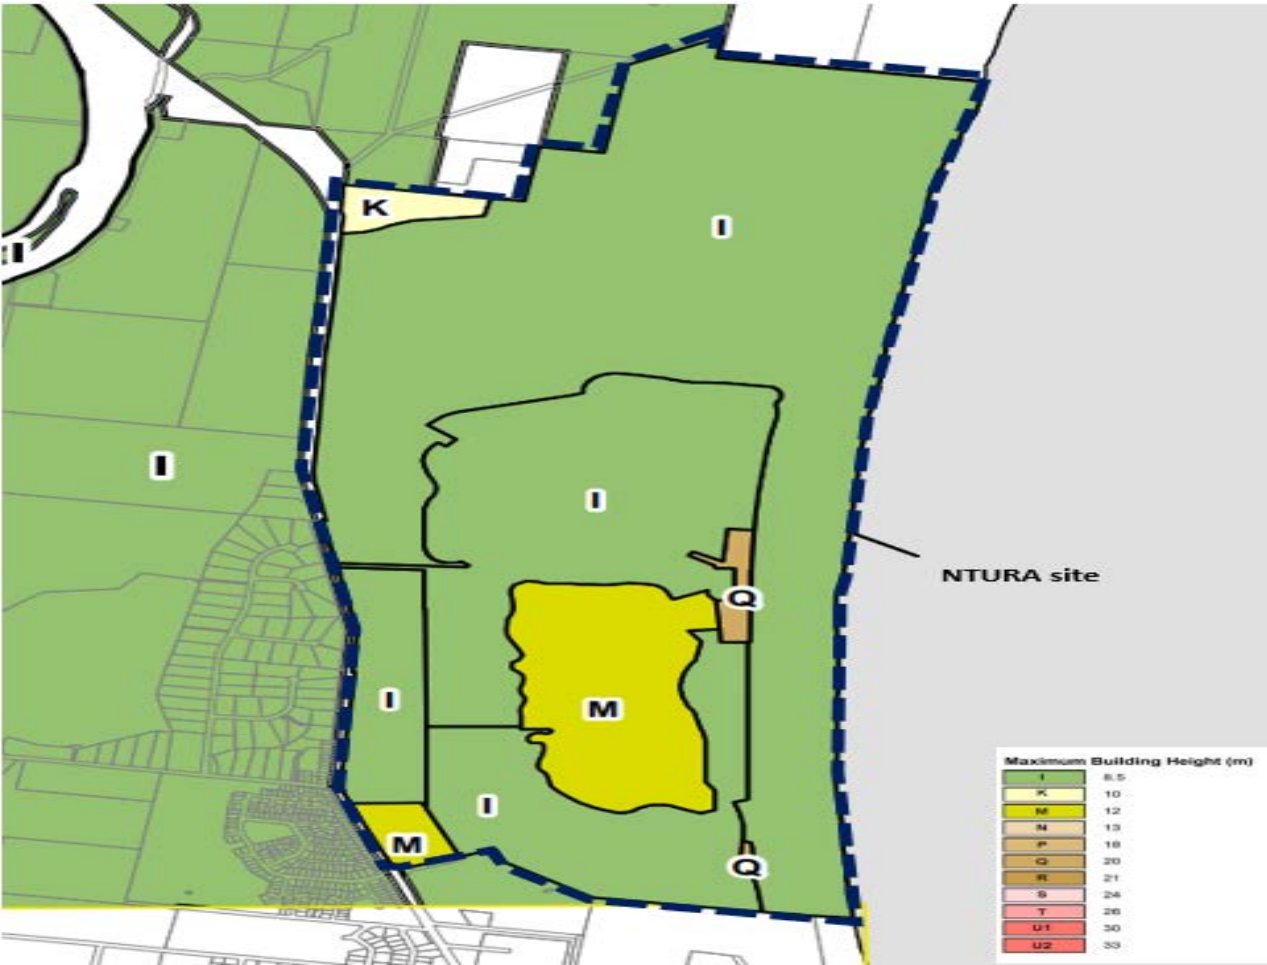 K
I
I
I
I
NTURA site
Q
I
M
I
M
Q
Maximum Building Height (m)
I 8.5
K 10
M 12
N 13
P 18
Q 20
R 21
S 24
T 26
U1 30
U2 33